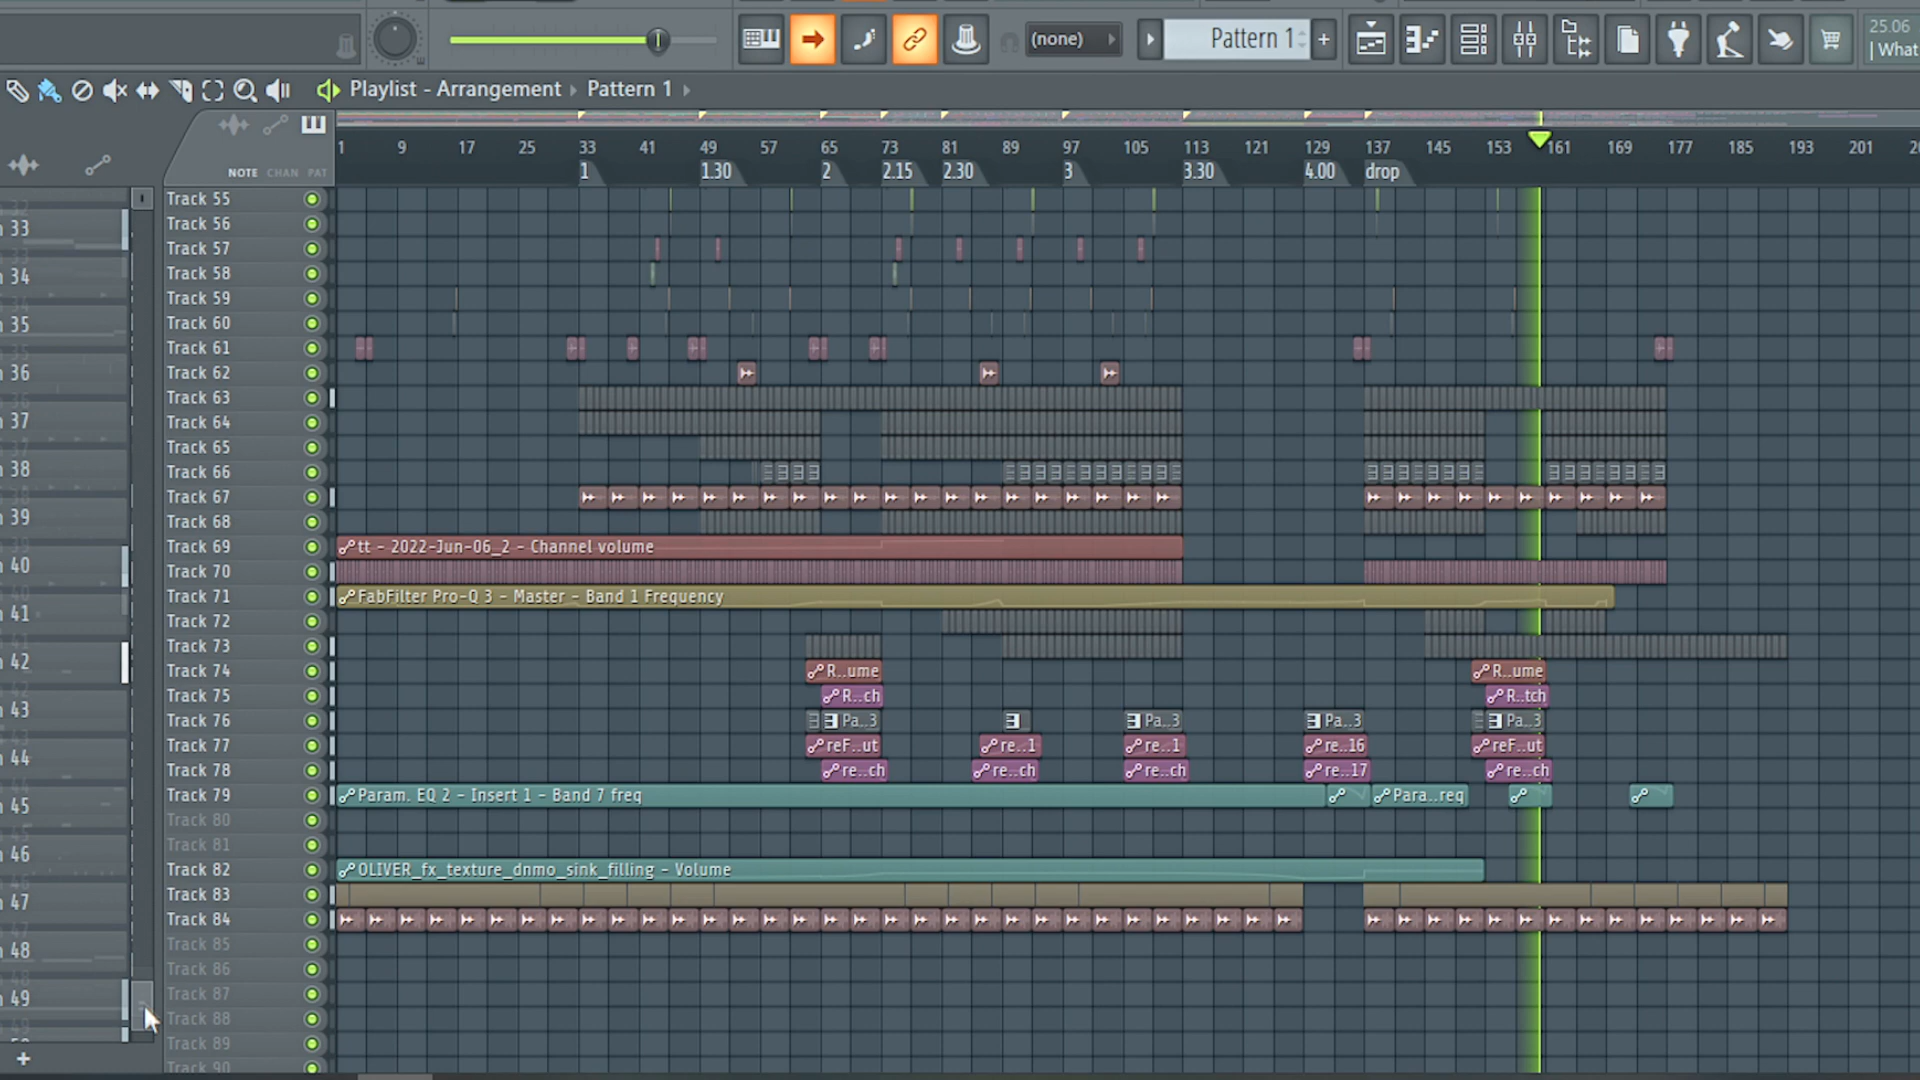 (none)
Pattern 1
+
25.06
| What
Playlist - Arrangement
Pattern 1
NOTE CHAN PAT
1 9 17 25 33 41 49 57 65 73 81 89 97 105 113 121 129 137 145 153 161 169 177 185 193 201
1 1.30 2 2.15 2.30 3 3.30 4.00 drop
33
34
35
36
37
38
39
40
41
42
43
44
45
46
47
48
49
+
Track 55
Track 56
Track 57
Track 58
Track 59
Track 60
Track 61
Track 62
Track 63
Track 64
Track 65
Track 66
Track 67
Track 68
Track 69 tt - 2022-Jun-06_2 - Channel volume
Track 70
Track 71 FabFilter Pro-Q 3 - Master - Band 1 Frequency
Track 72
Track 73
Track 74 R..ume R..ume
Track 75 R..ch R..tch
Track 76 Pa..3 Pa..3 Pa..3 Pa..3
Track 77 reF..ut re..1 re..1 re..16 reF..ut
Track 78 re..ch re..ch re..ch re..17 re..ch
Track 79 Param. EQ 2 - Insert 1 - Band 7 freq Para..req
Track 80
Track 81
Track 82 OLIVER_fx_texture_dnmo_sink_filling - Volume
Track 83
Track 84
Track 85
Track 86
Track 87
Track 88
Track 89
Track 90